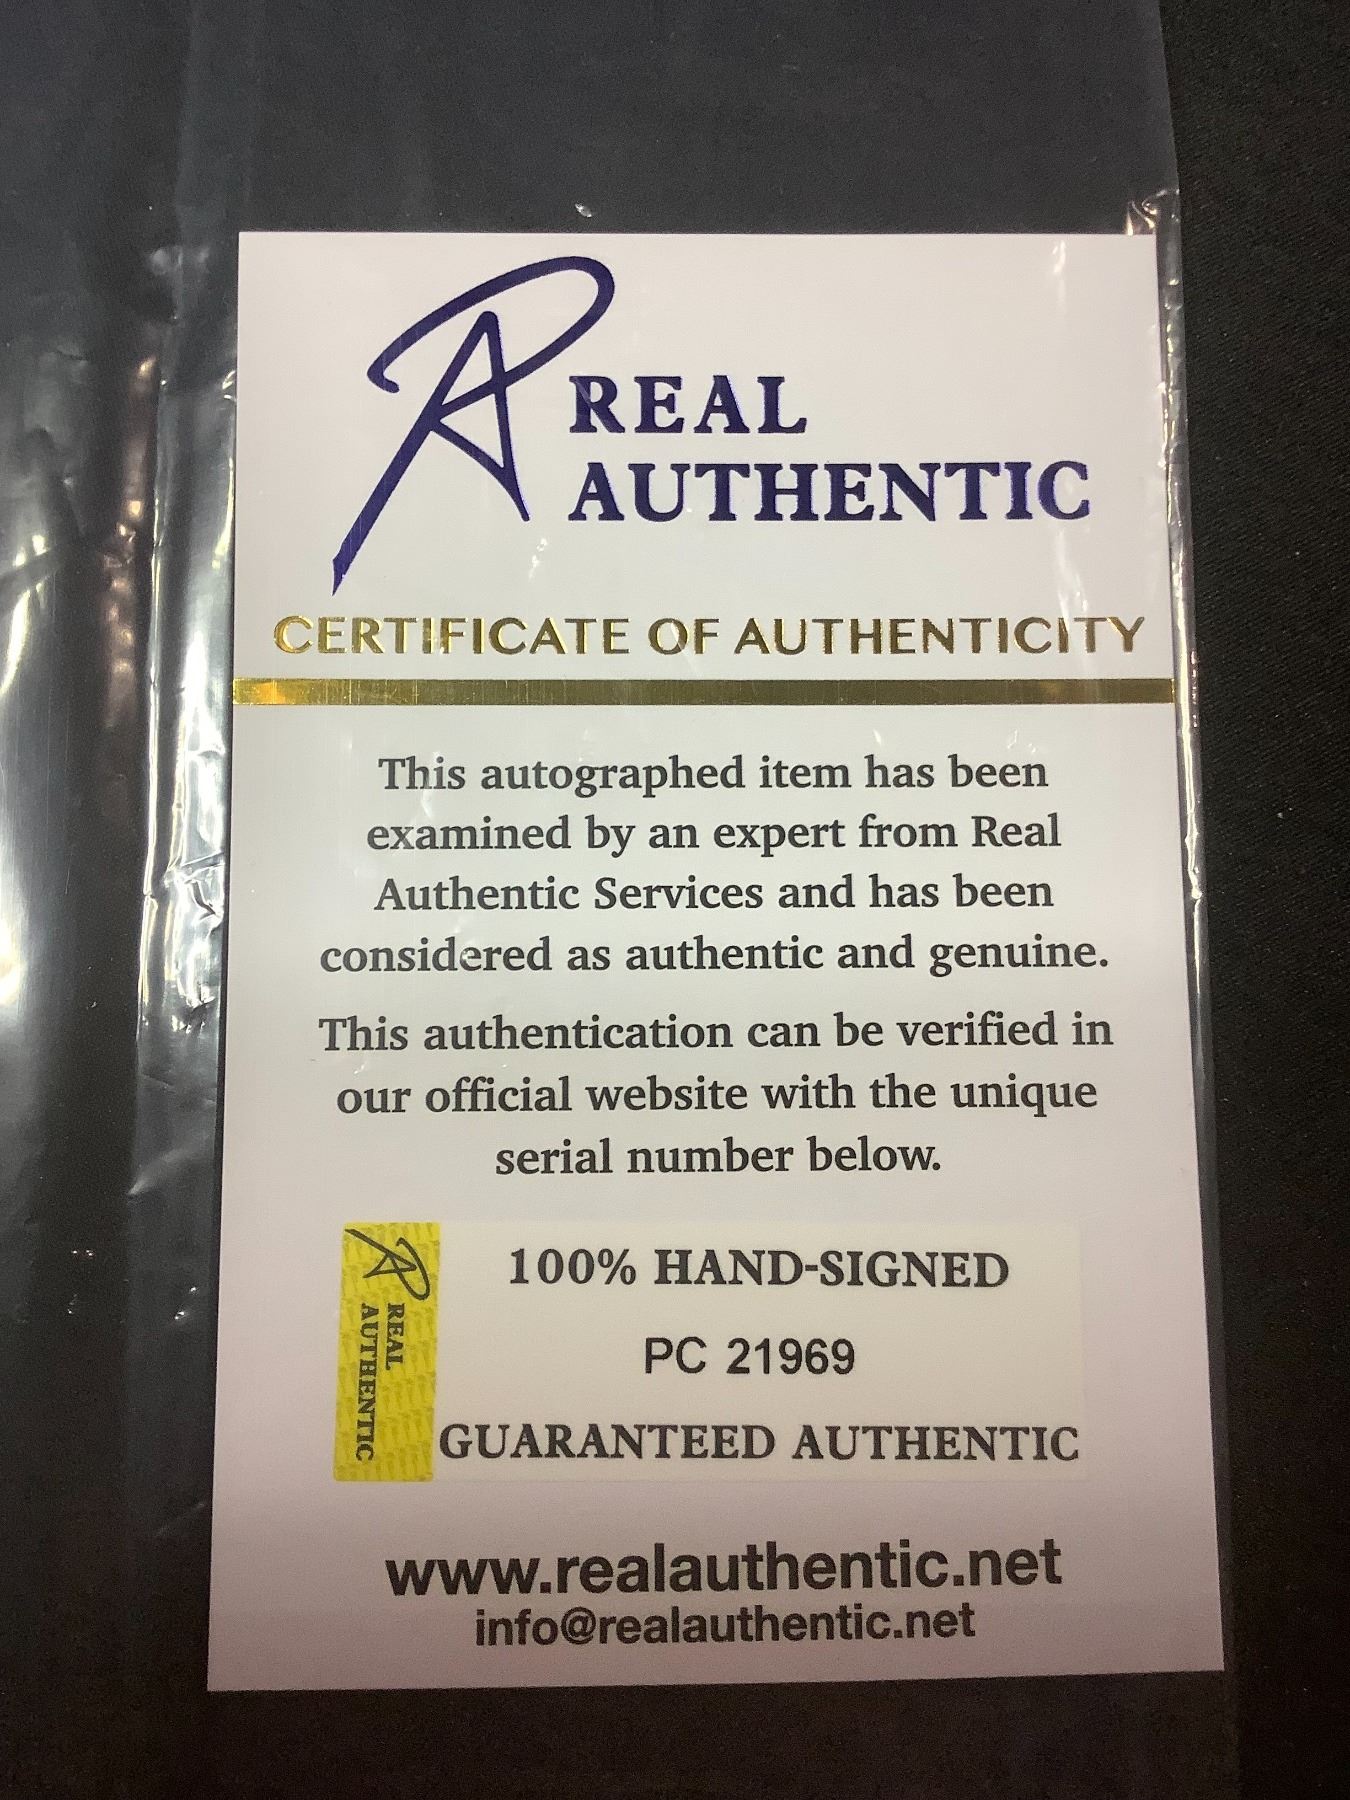 REAL
AUTHENTIC
CERTIFICATE OF AUTHENTICITY
This autographed item has been
examined by an expert from Real
Authentic Services and has been
considered as authentic and genuine.
This authentication can be verified in
our official website with the unique
serial number below.
REAL
AUTHENTIC
100% HAND-SIGNED
PC 21969
GUARANTEED AUTHENTIC
www.realauthentic.net
info@realauthentic.net